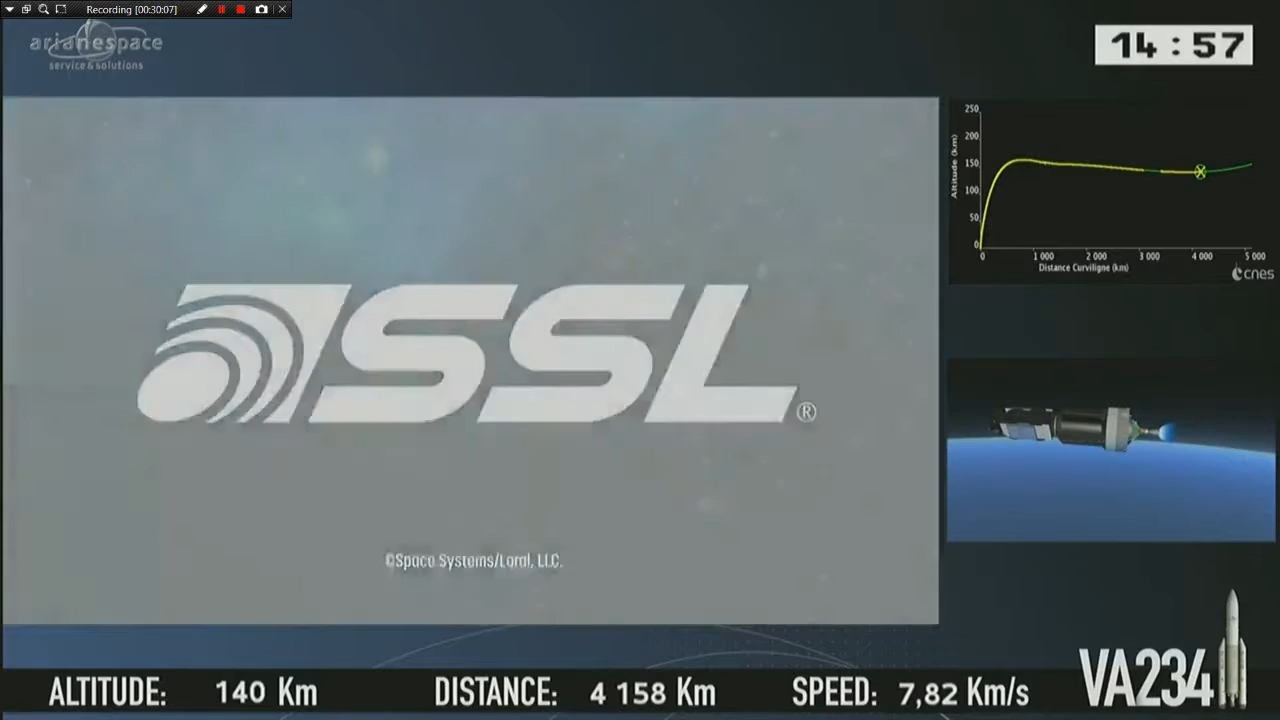 Recording [00:30:07]
arianespace
service & solutions
14 : 57
250
200
150
100
50
0
Altitude (km)
0 1 000 2 000 3 000 4 000 5 000
Distance Curviligne (km)
cnes
SSL®
©Space Systems/Loral, LLC.
VA234
ALTITUDE: 140 Km DISTANCE: 4 158 Km SPEED: 7,82 Km/s